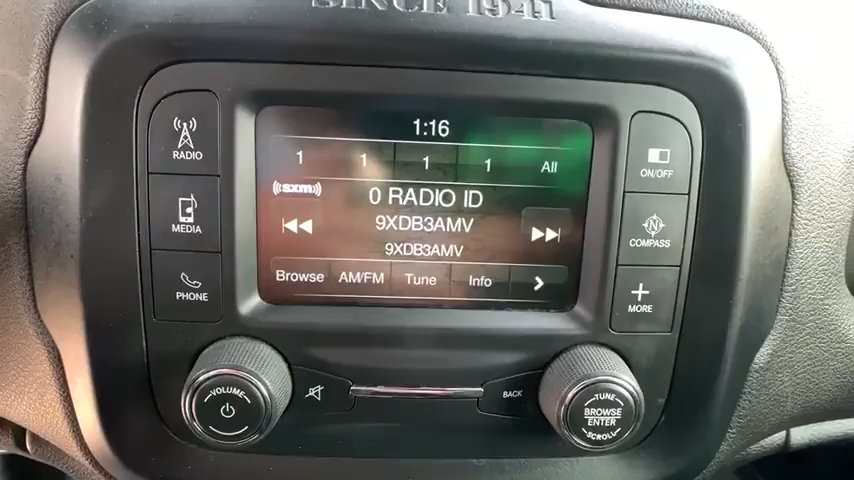 SINCE 1941
1:16
1 1 1 1 All
sxm
0 RADIO ID
9XDB3AMV
9XDB3AMV
Browse AM/FM Tune Info
RADIO
MEDIA
PHONE
ON/OFF
N
COMPASS
MORE
VOLUME
BACK
TUNE
BROWSE
ENTER
SCROLL